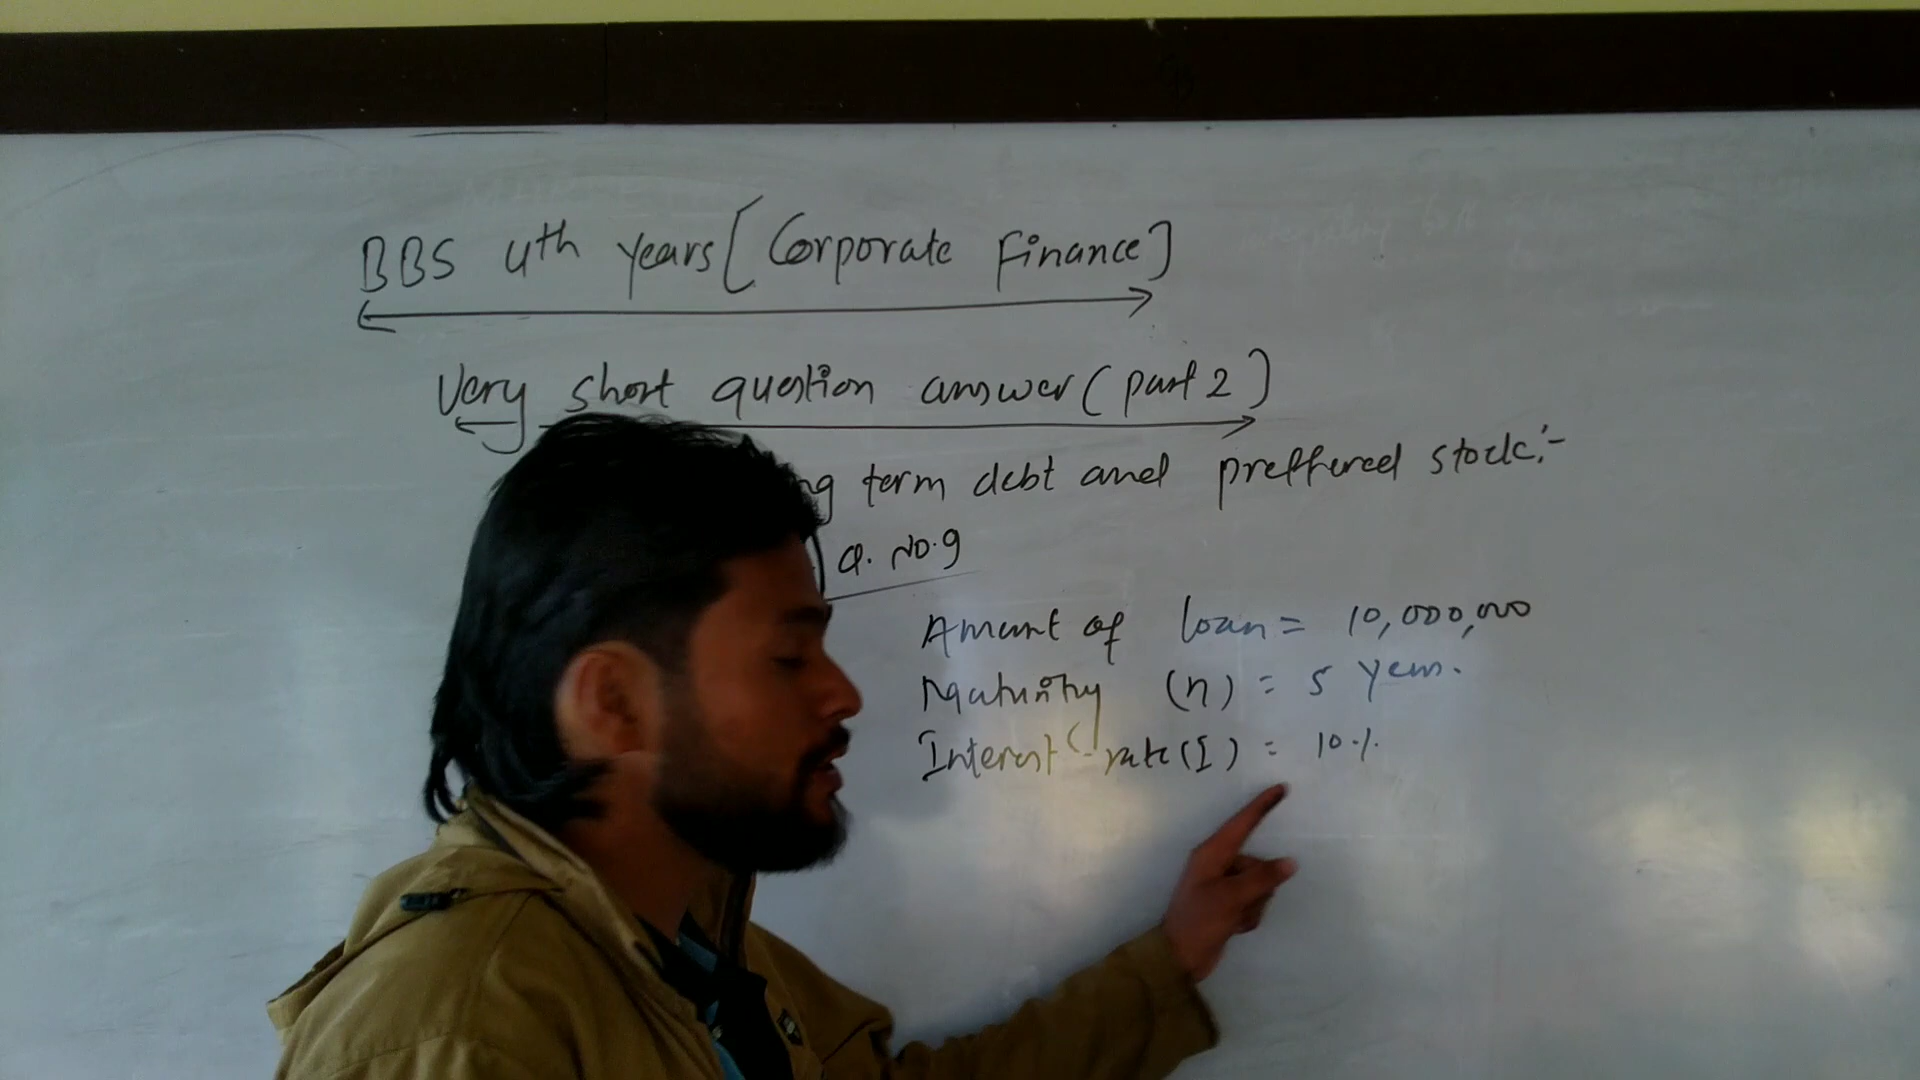 BBS 4th years [Corporate Finance]
Very short question answer (part 2)
term debt and preffered stock:-
Q. No. 9
Amount of loan = 10,000,000
Maturity (n) = 5 years.
Interest rate (I) = 10%